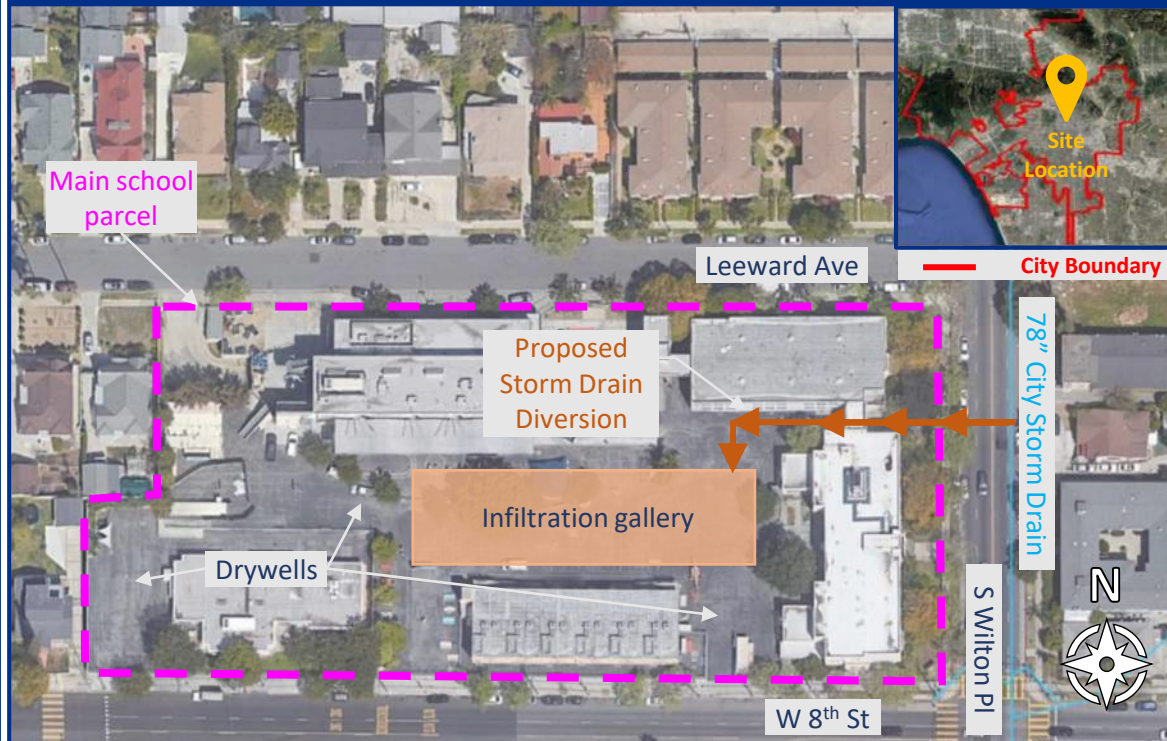 Main school
parcel
Site
Location
Leeward Ave
City Boundary
Proposed
Storm Drain
Diversion
78” City Storm Drain
Infiltration gallery
Drywells
S Wilton Pl
N
W 8th St